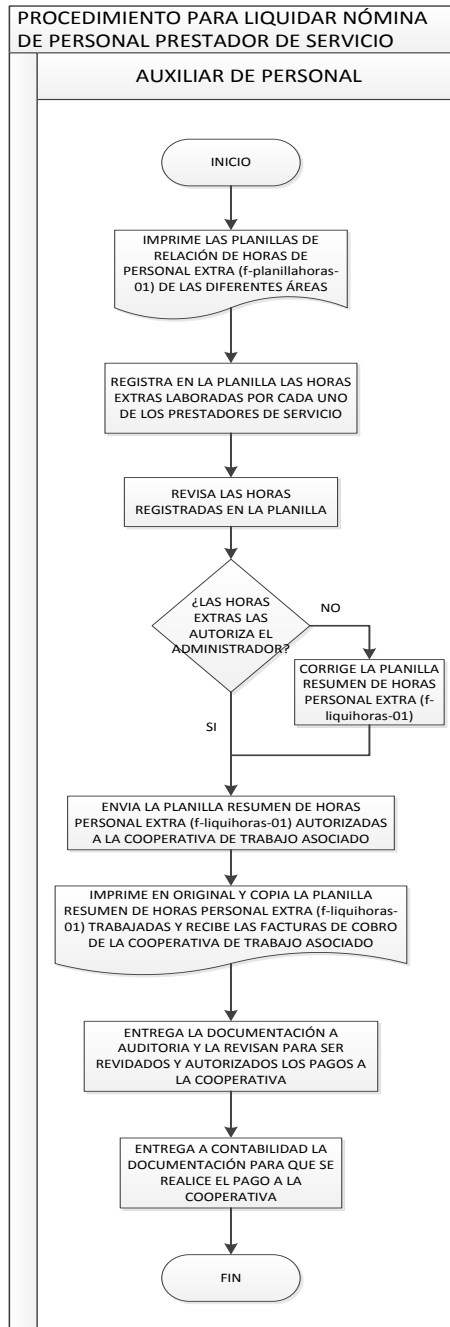 PROCEDIMIENTO PARA LIQUIDAR NÓMINA
DE PERSONAL PRESTADOR DE SERVICIO
AUXILIAR DE PERSONAL
INICIO
IMPRIME LAS PLANILLAS DE
RELACIÓN DE HORAS DE
PERSONAL EXTRA (f-planillahoras-
01) DE LAS DIFERENTES ÁREAS
REGISTRA EN LA PLANILLA LAS HORAS
EXTRAS LABORADAS POR CADA UNO
DE LOS PRESTADORES DE SERVICIO
REVISA LAS HORAS
REGISTRADAS EN LA PLANILLA
¿LAS HORAS
EXTRAS LAS
AUTORIZA EL
ADMINISTRADOR?
NO
CORRIGE LA PLANILLA
RESUMEN DE HORAS
PERSONAL EXTRA (f-
liquihoras-01)
SI
ENVIA LA PLANILLA RESUMEN DE HORAS
PERSONAL EXTRA (f-liquihoras-01) AUTORIZADAS
A LA COOPERATIVA DE TRABAJO ASOCIADO
IMPRIME EN ORIGINAL Y COPIA LA PLANILLA
RESUMEN DE HORAS PERSONAL EXTRA (f-liquihoras-
01) TRABAJADAS Y RECIBE LAS FACTURAS DE COBRO
DE LA COOPERATIVA DE TRABAJO ASOCIADO
ENTREGA LA DOCUMENTACIÓN A
AUDITORIA Y LA REVISAN PARA SER
REVIDADOS Y AUTORIZADOS LOS PAGOS A
LA COOPERATIVA
ENTREGA A CONTABILIDAD LA
DOCUMENTACIÓN PARA QUE SE
REALICE EL PAGO A LA
COOPERATIVA
FIN